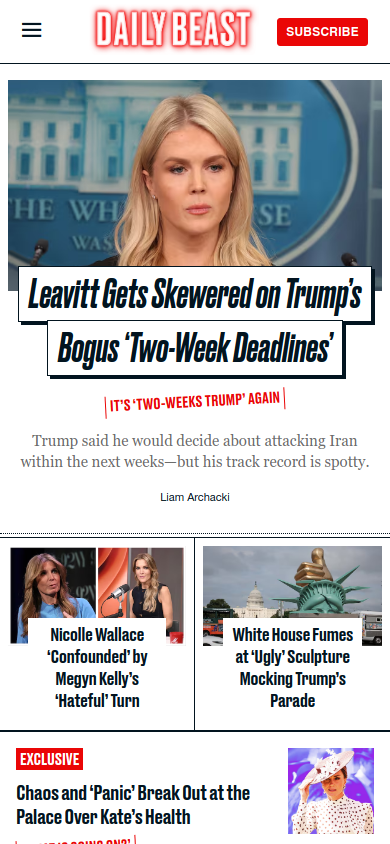 DAILY BEAST
SUBSCRIBE
THE WH
SE
WAS
Leavitt Gets Skewered on Trump's
Bogus 'Two-Week Deadlines'
IT'S 'TWO-WEEKS TRUMP' AGAIN
Trump said he would decide about attacking Iran
within the next weeks—but his track record is spotty.
Liam Archacki
Nicolle Wallace
'Confounded' by
Megyn Kelly's
'Hateful' Turn
White House Fumes
at 'Ugly' Sculpture
Mocking Trump's
Parade
EXCLUSIVE
Chaos and 'Panic' Break Out at the
Palace Over Kate's Health